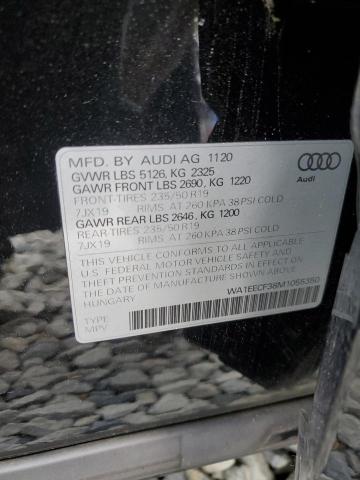 MFD. BY AUDI AG 1120
GVWR LBS 5126, KG 2325
GAWR FRONT LBS 2690, KG 1220
FRONT-TIRES 235/50 R19
7JX19 RIMS AT 260 KPA 38 PSI COLD
GAWR REAR LBS 2646, KG 1200
REAR-TIRES 235/50 R19
7JX19 RIMS AT 260 KPA 38 PSI COLD
THIS VEHICLE CONFORMS TO ALL APPLICABLE
U.S. FEDERAL MOTOR VEHICLE SAFETY AND
THEFT PREVENTION STANDARDS IN EFFECT ON
THE DATE OF MANUFACTURE SHOWN ABOVE
HUNGARY
WA1EECF38M1055350
TYPE:
MPV
Audi